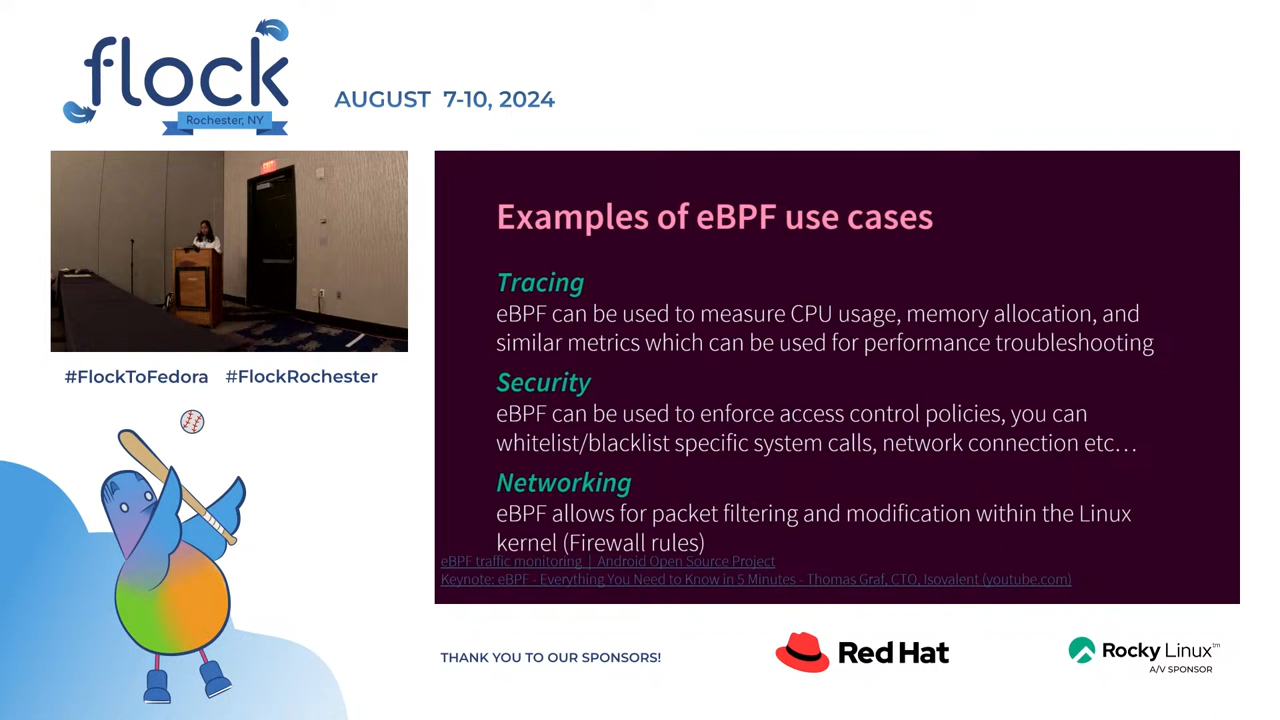 flock
Rochester, NY
AUGUST 7-10, 2024
EXIT
#FlockToFedora #FlockRochester
Examples of eBPF use cases
Tracing
eBPF can be used to measure CPU usage, memory allocation, and
similar metrics which can be used for performance troubleshooting
Security
eBPF can be used to enforce access control policies, you can
whitelist/blacklist specific system calls, network connection etc…
Networking
eBPF allows for packet filtering and modification within the Linux
kernel (Firewall rules)
eBPF traffic monitoring | Android Open Source Project
Keynote: eBPF - Everything You Need to Know in 5 Minutes - Thomas Graf, CTO, Isovalent (youtube.com)
THANK YOU TO OUR SPONSORS!
Red Hat
Rocky Linux™
A/V SPONSOR